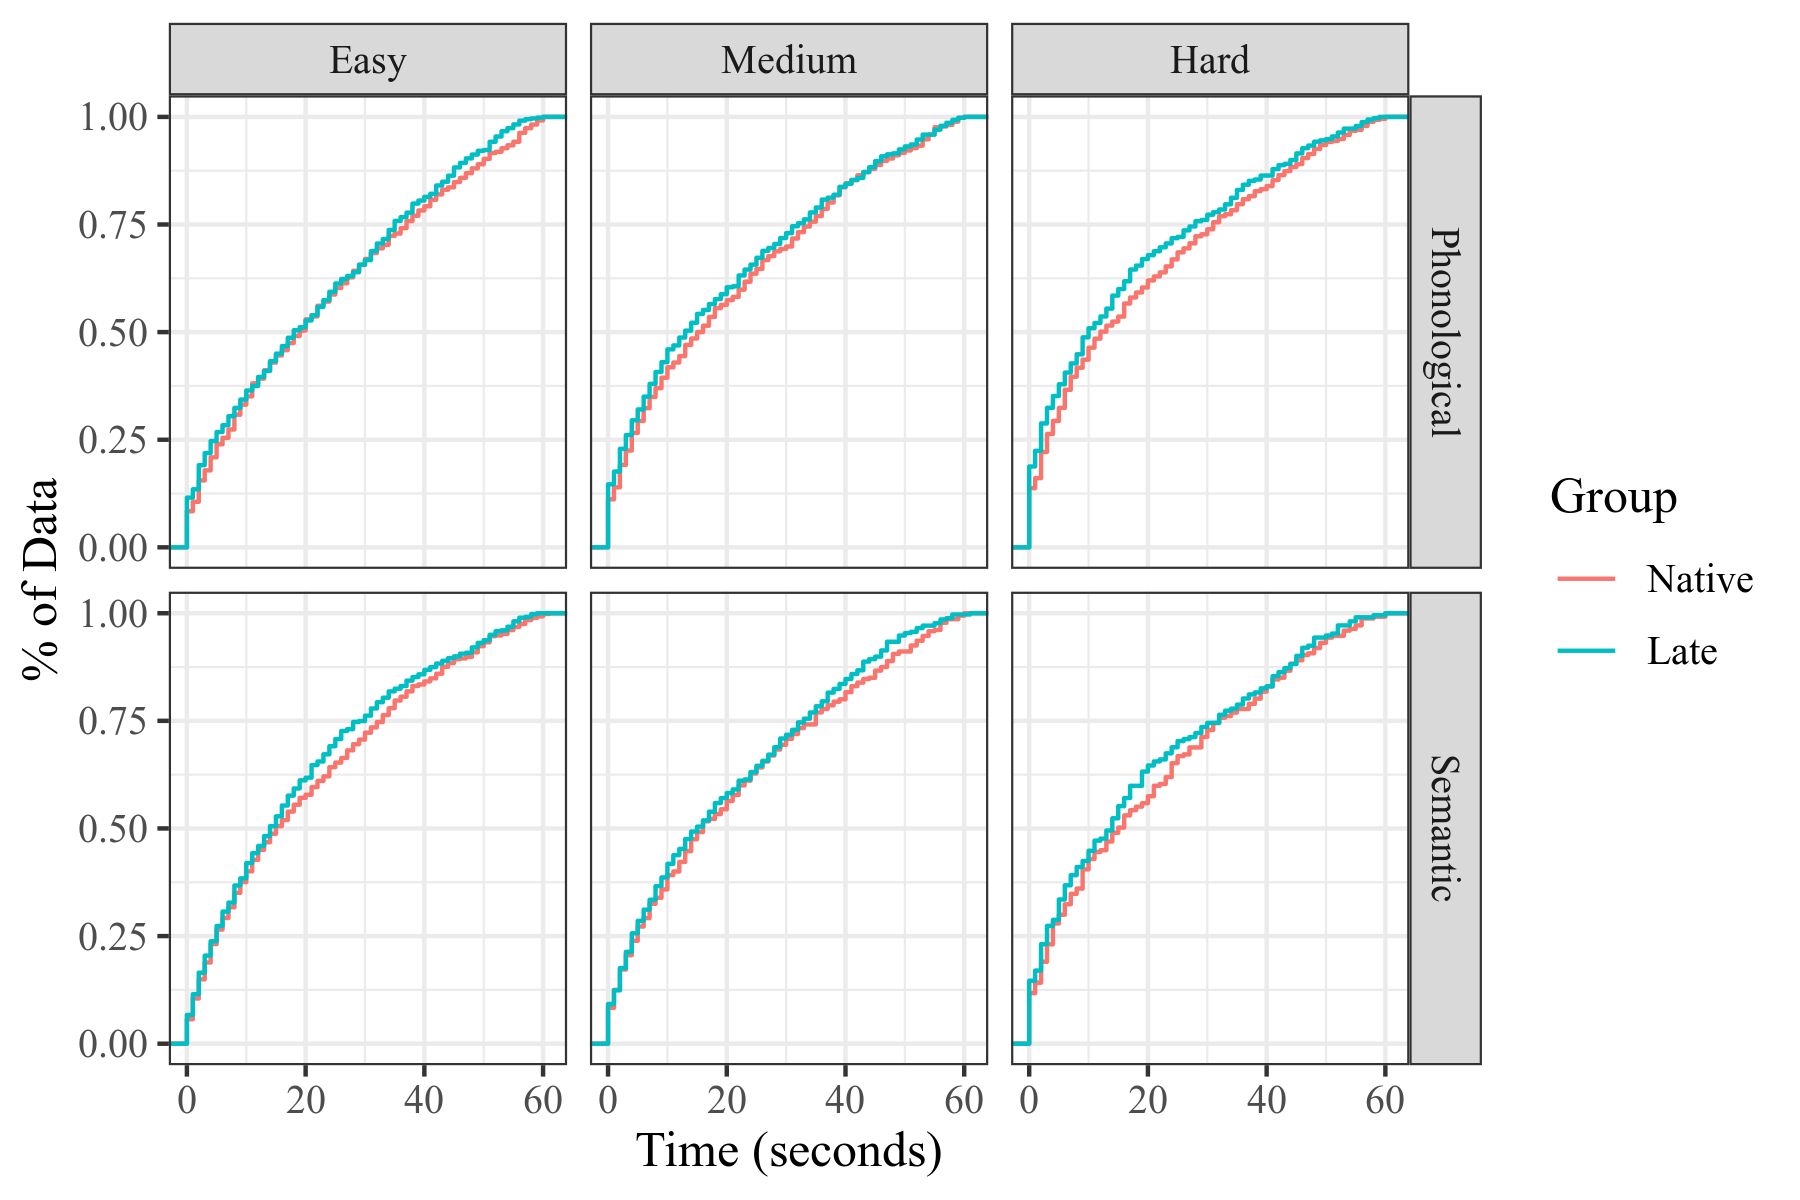 Easy Medium Hard
1.00
0.75
0.50
0.25
0.00
Phonological
1.00
0.75
0.50
0.25
0.00
Semantic
% of Data
0 20 40 60 0 20 40 60 0 20 40 60
Time (seconds)
Group
Native
Late